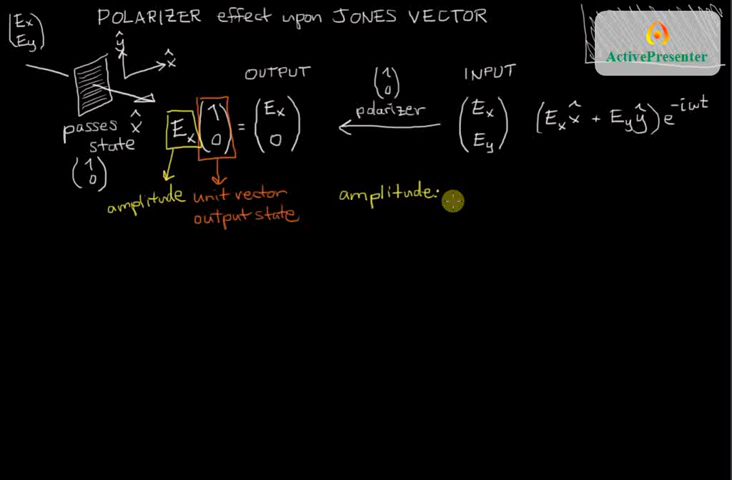 POLARIZER effect upon JONES VECTOR
(Ex
Ey)
ŷ
x̂
ActivePresenter
OUTPUT
INPUT
passes x̂
state
(1
0)
Ex (1
0) = (Ex
0)
(1
0)
polarizer
(Ex
Ey)
(Ex x̂ + Ey ŷ) e^-iωt
amplitude
unit vector
output state
amplitude: